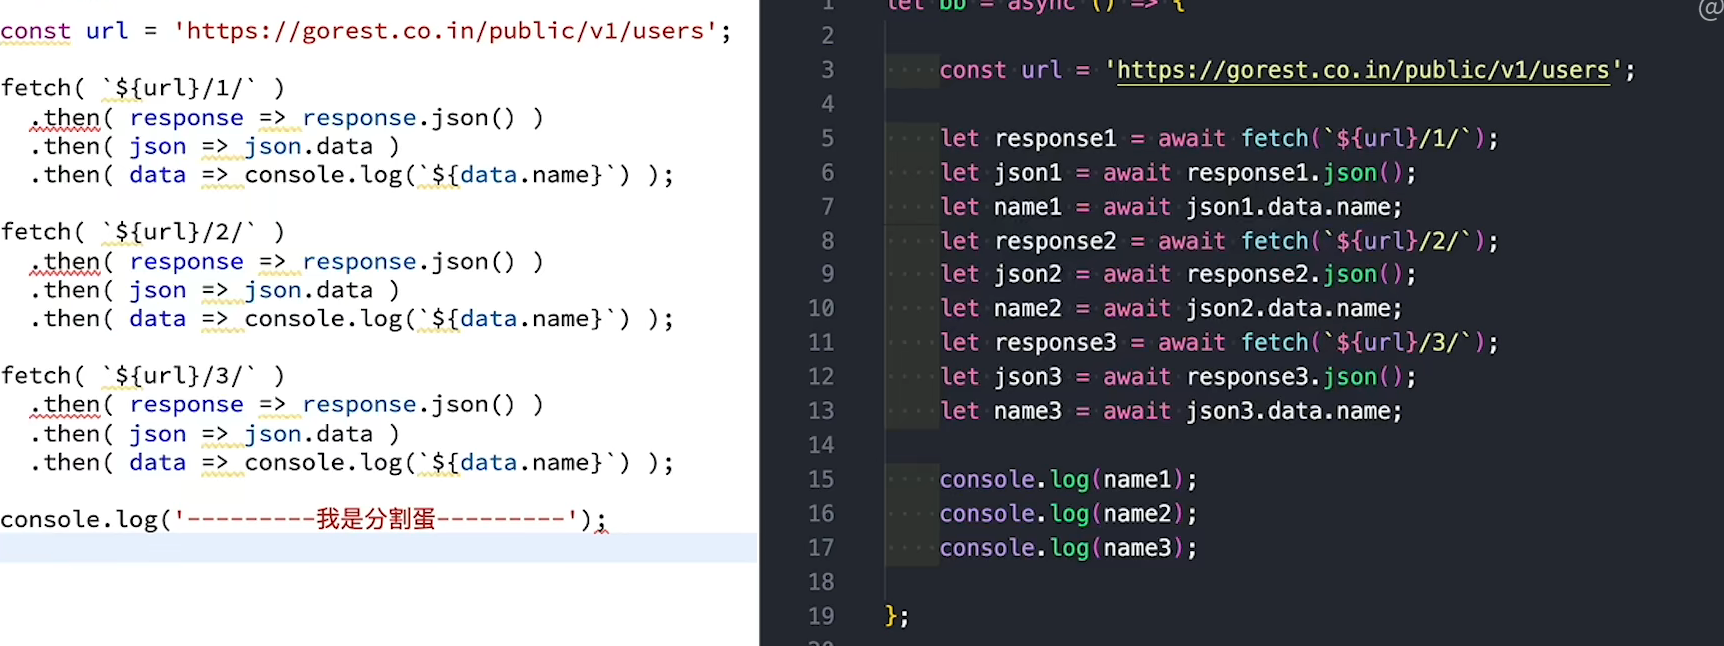 const url = 'https://gorest.co.in/public/v1/users';
fetch( `${url}/1/` )
.then( response => response.json() )
.then( json => json.data )
.then( data => console.log(`${data.name}`) );
fetch( `${url}/2/` )
.then( response => response.json() )
.then( json => json.data )
.then( data => console.log(`${data.name}`) );
fetch( `${url}/3/` )
.then( response => response.json() )
.then( json => json.data )
.then( data => console.log(`${data.name}`) );
console.log('---------我是分割蛋---------');
1 let bb = async () => {
2
3 const url = 'https://gorest.co.in/public/v1/users';
4
5 let response1 = await fetch(`${url}/1/`);
6 let json1 = await response1.json();
7 let name1 = await json1.data.name;
8 let response2 = await fetch(`${url}/2/`);
9 let json2 = await response2.json();
10 let name2 = await json2.data.name;
11 let response3 = await fetch(`${url}/3/`);
12 let json3 = await response3.json();
13 let name3 = await json3.data.name;
14
15 console.log(name1);
16 console.log(name2);
17 console.log(name3);
18
19 };
@